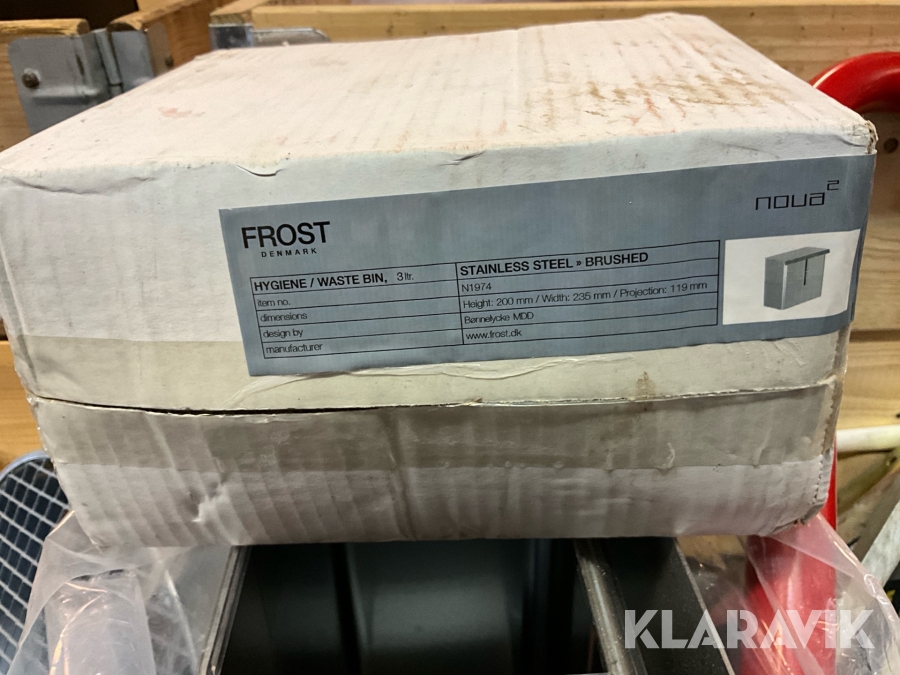 FROST
DENMARK
noua²
HYGIENE / WASTE BIN, 3 ltr.
STAINLESS STEEL » BRUSHED
item no.
N1974
dimensions
Height: 200 mm / Width: 235 mm / Projection: 119 mm
design by
Bønnelycke MDD
manufacturer
www.frost.dk
KLARAVIK